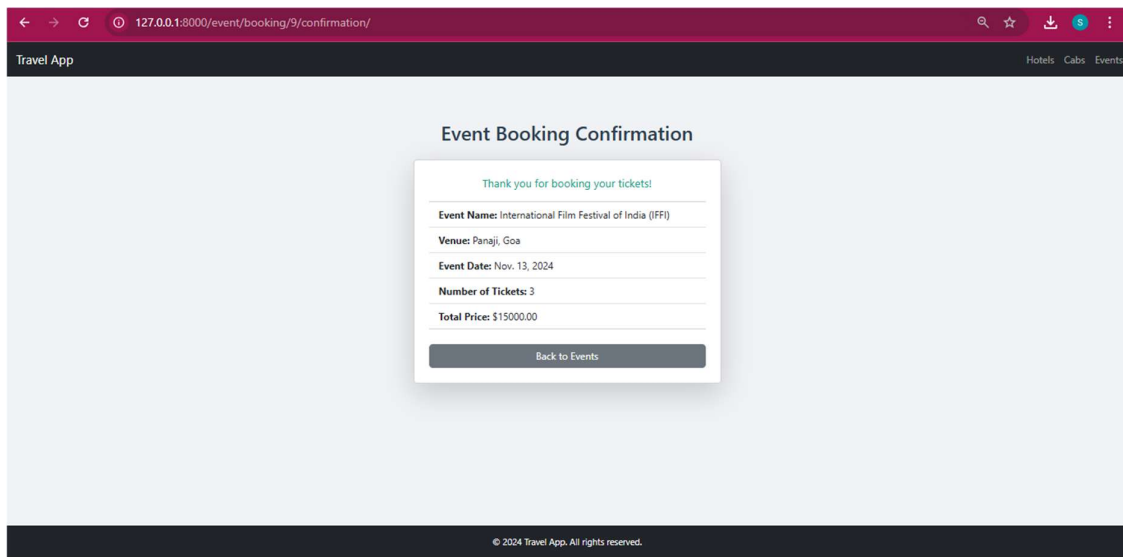 127.0.0.1:8000/event/booking/9/confirmation/
S
Travel App
Hotels Cabs Events
Event Booking Confirmation
Thank you for booking your tickets!
Event Name: International Film Festival of India (IFFI)
Venue: Panaji, Goa
Event Date: Nov. 13, 2024
Number of Tickets: 3
Total Price: $15000.00
Back to Events
© 2024 Travel App. All rights reserved.